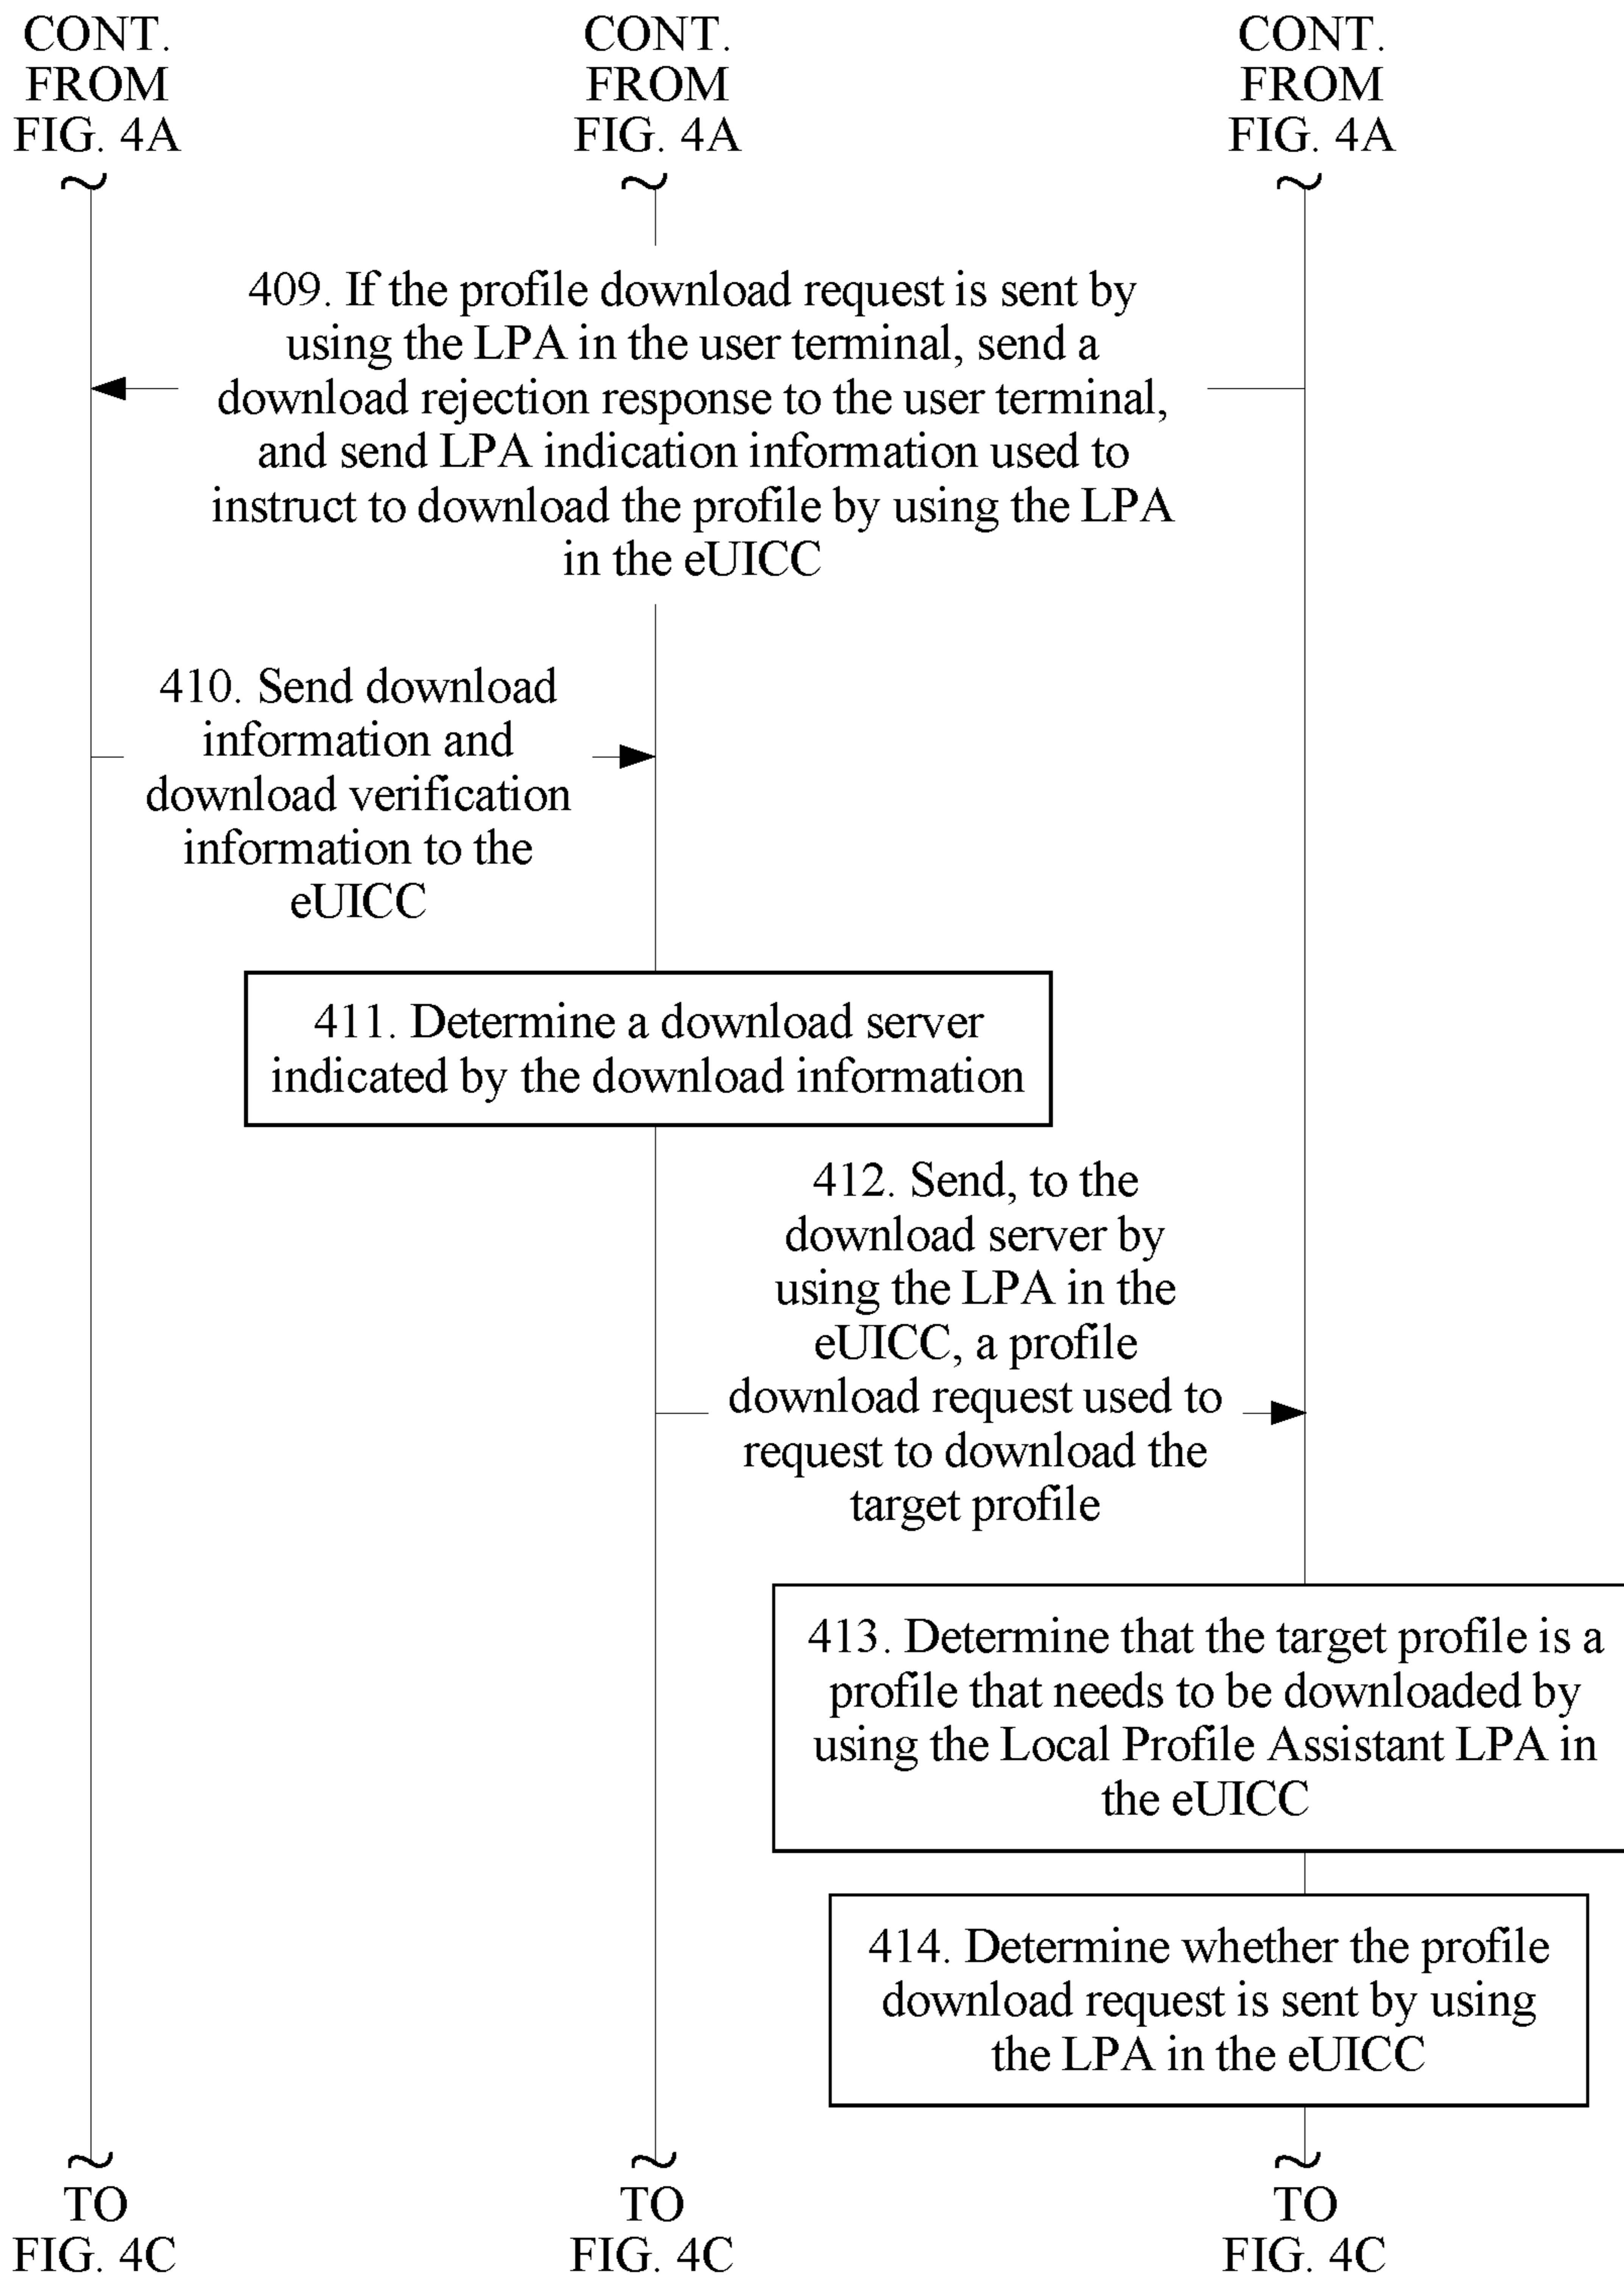 CONT.
FROM
FIG. 4A
CONT.
FROM
FIG. 4A
CONT.
FROM
FIG. 4A
409. If the profile download request is sent by
using the LPA in the user terminal, send a
download rejection response to the user terminal,
and send LPA indication information used to
instruct to download the profile by using the LPA
in the eUICC
410. Send download
information and
download verification
information to the
eUICC
411. Determine a download server
indicated by the download information
412. Send, to the
download server by
using the LPA in the
eUICC, a profile
download request used to
request to download the
target profile
413. Determine that the target profile is a
profile that needs to be downloaded by
using the Local Profile Assistant LPA in
the eUICC
414. Determine whether the profile
download request is sent by using
the LPA in the eUICC
TO
FIG. 4C
TO
FIG. 4C
TO
FIG. 4C